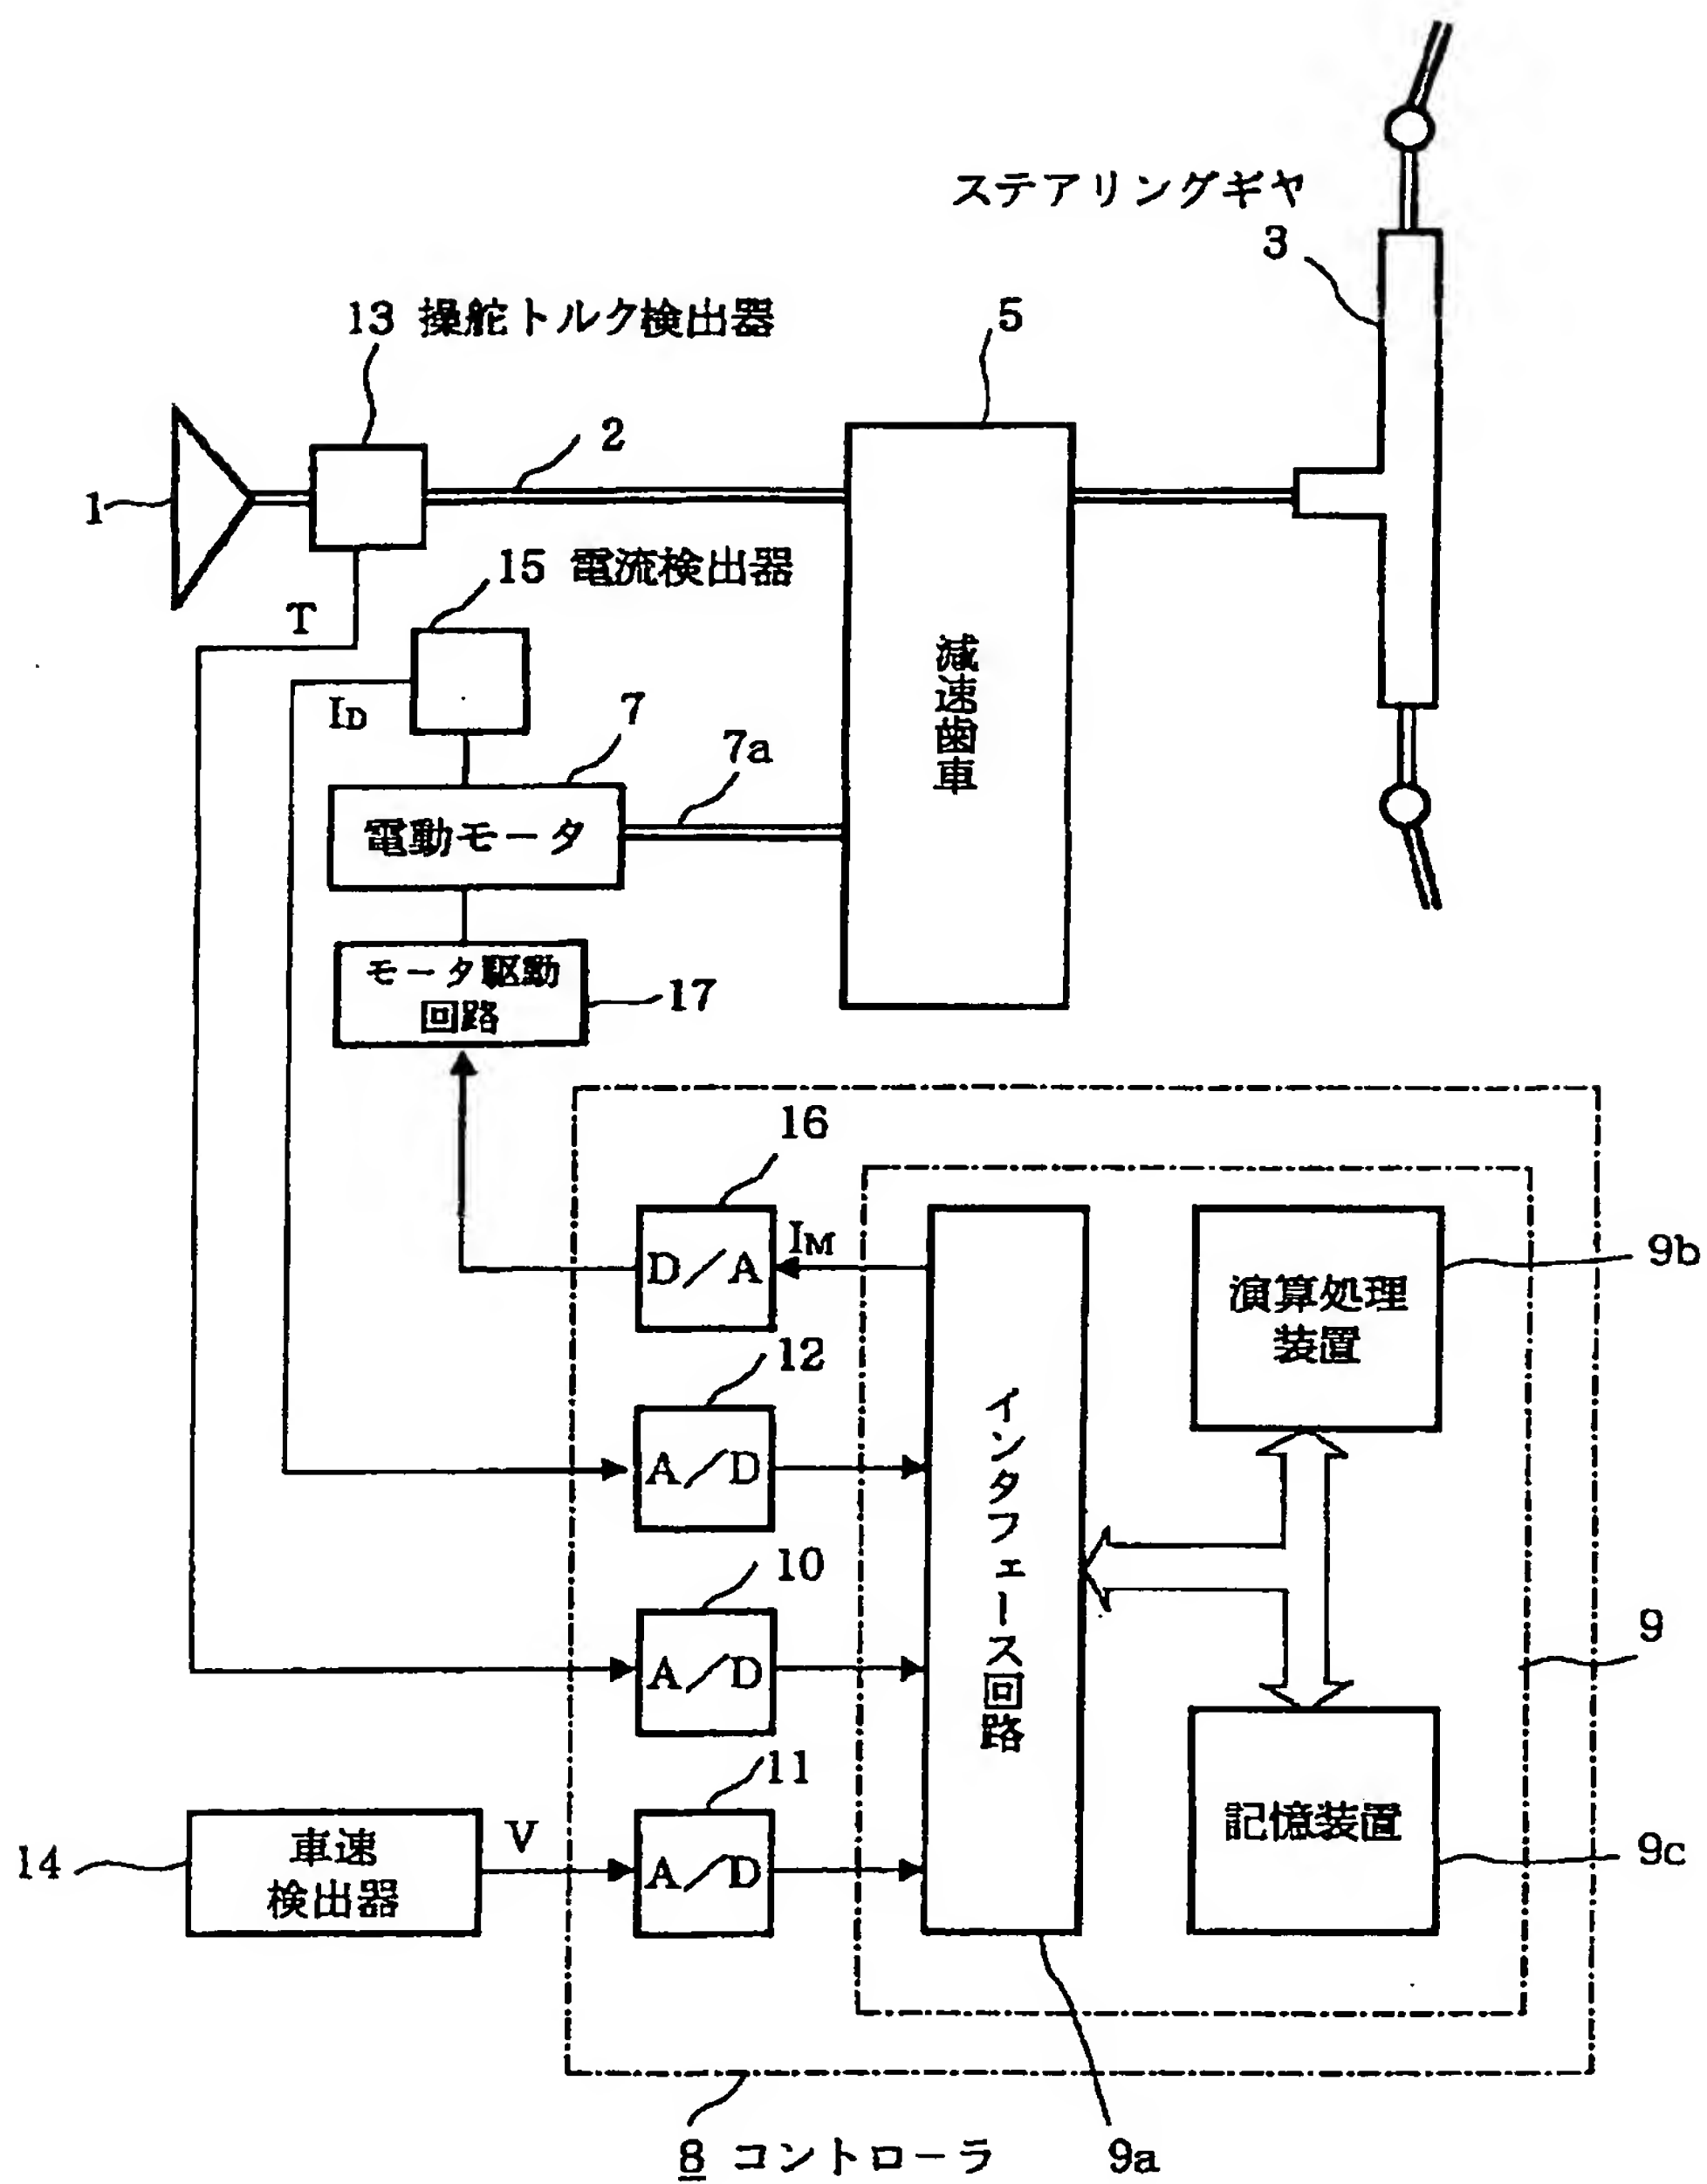 ステアリングギヤ
3
13 操舵トルク検出器
5
2
1
15 電流検出器
T
減速歯車
ID
7
7a
電動モータ
モータ駆動
回路
17
16
IM
D/A
9b
演算処理
装置
12
インタフェース回路
A/D
10
9
A/D
11
記憶装置
V
車速
検出器
14
A/D
9c
8 コントローラ
9a